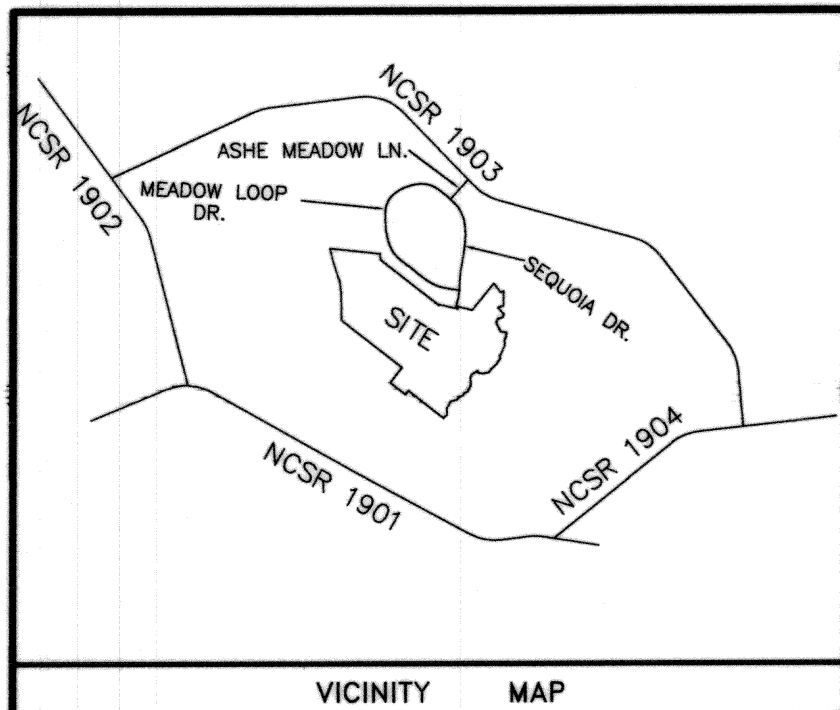 NCSR 1903
NCSR 1902
ASHE MEADOW LN.
MEADOW LOOP
DR.
SEQUOIA DR.
SITE
NCSR 1904
NCSR 1901
VICINITY MAP